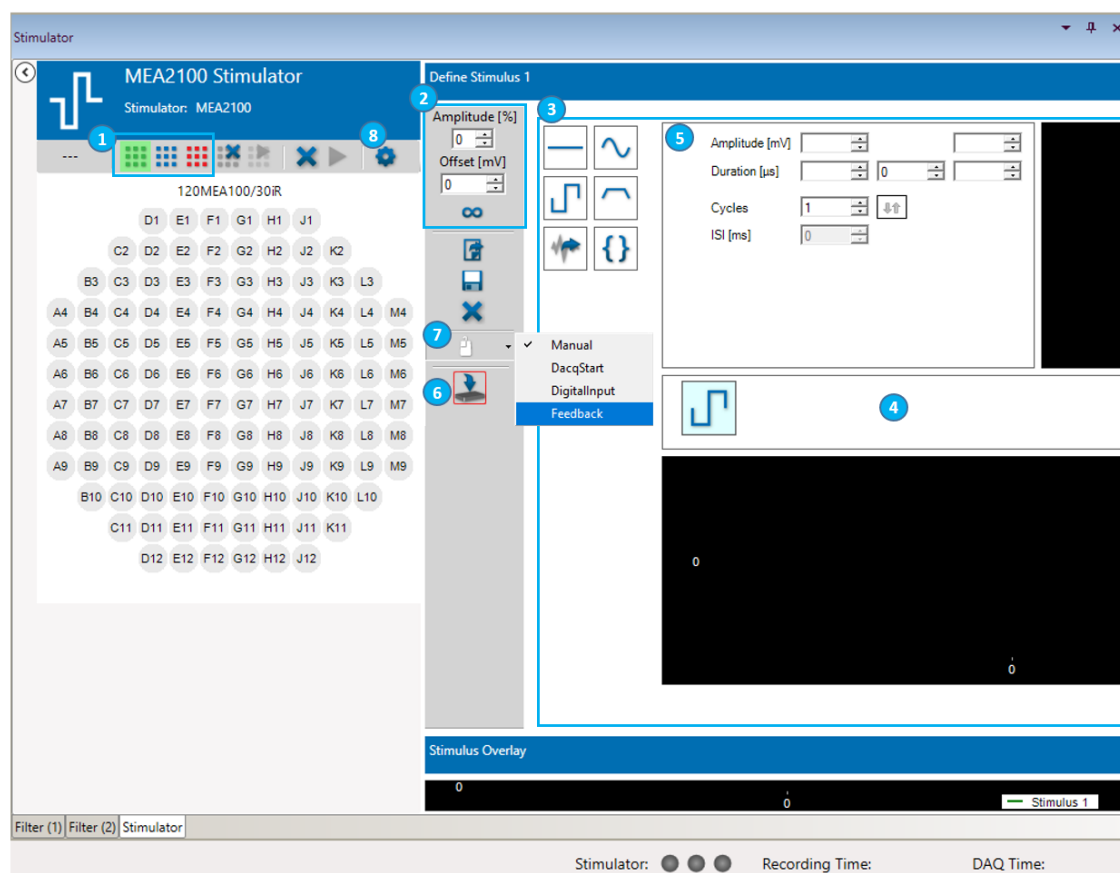 Stimulator
MEA2100 Stimulator
Stimulator: MEA2100
1
8
---
120MEA100/30iR
D1 E1 F1 G1 H1 J1
C2 D2 E2 F2 G2 H2 J2 K2
B3 C3 D3 E3 F3 G3 H3 J3 K3 L3
A4 B4 C4 D4 E4 F4 G4 H4 J4 K4 L4 M4
A5 B5 C5 D5 E5 F5 G5 H5 J5 K5 L5 M5
A6 B6 C6 D6 E6 F6 G6 H6 J6 K6 L6 M6
A7 B7 C7 D7 E7 F7 G7 H7 J7 K7 L7 M7
A8 B8 C8 D8 E8 F8 G8 H8 J8 K8 L8 M8
A9 B9 C9 D9 E9 F9 G9 H9 J9 K9 L9 M9
B10 C10 D10 E10 F10 G10 H10 J10 K10 L10
C11 D11 E11 F11 G11 H11 J11 K11
D12 E12 F12 G12 H12 J12
Define Stimulus 1
2
Amplitude [%]
0
Offset [mV]
0
∞
7
6
Manual
DacqStart
DigitalInput
Feedback
3
{}
5
Amplitude [mV]
Duration [µs] 0
Cycles 1
ISI [ms] 0
4
0
0
Stimulus Overlay
0
0
Stimulus 1
Filter (1) Filter (2) Stimulator
Stimulator: Recording Time: DAQ Time: